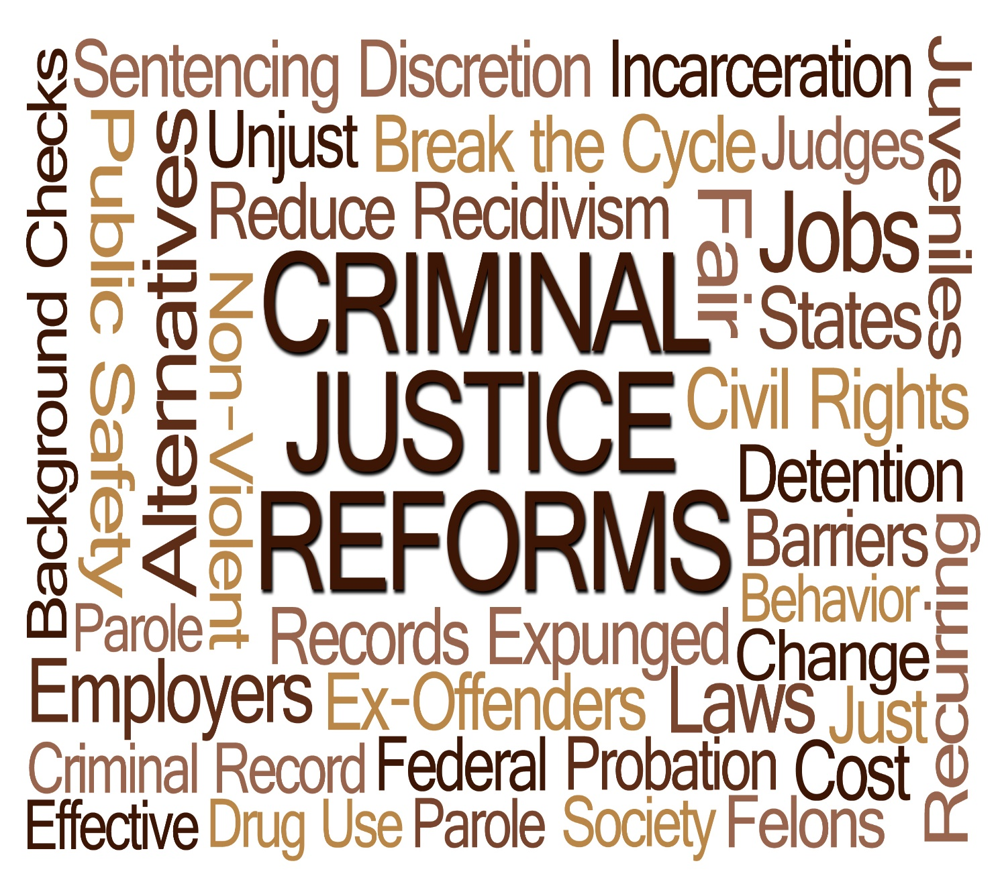 Sentencing Discretion
Incarceration
Juveniles
Background Checks
Public Safety
Alternatives
Unjust
Break the Cycle
Judges
Reduce Recidivism
Fair
Jobs
Non-Violent
CRIMINAL
JUSTICE
REFORMS
States
Civil Rights
Detention
Barriers
Behavior
Recurring
Parole
Records Expunged
Change
Employers
Ex-Offenders
Laws
Just
Criminal Record
Federal
Probation
Cost
Effective
Drug Use
Parole
Society
Felons